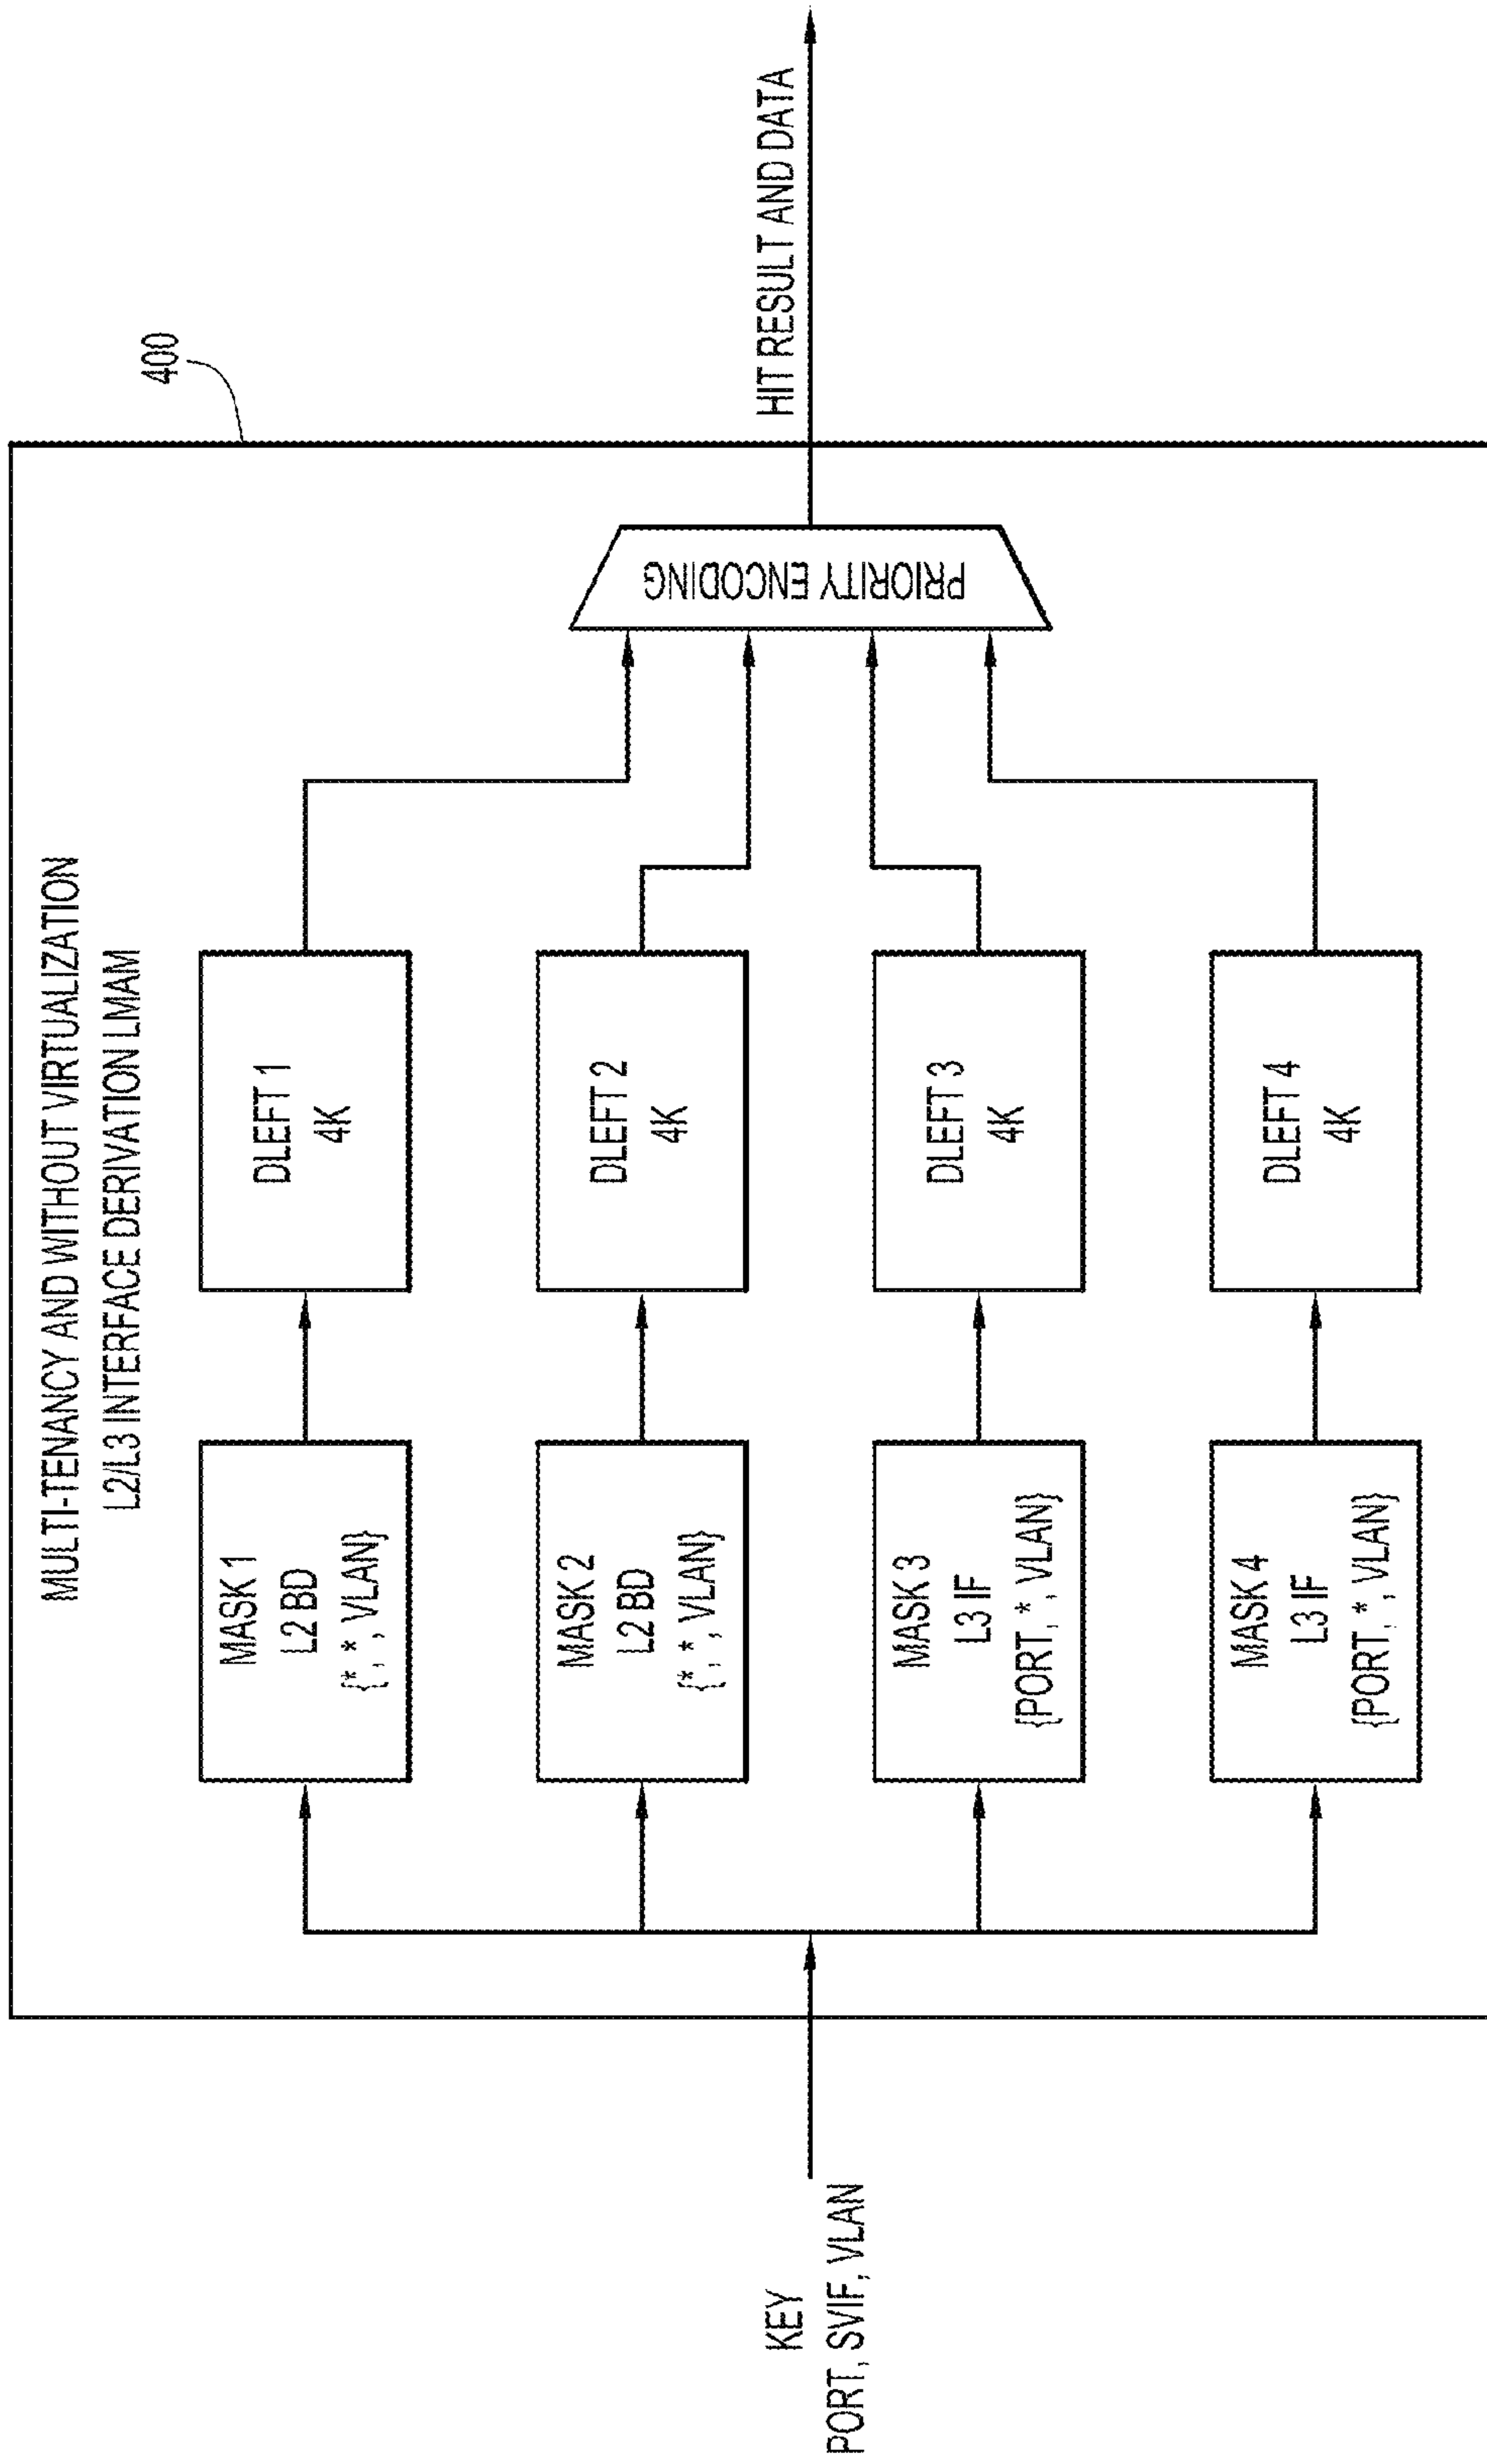 MULTI-TENANCY AND WITHOUT VIRTUALIZATION
L2/L3 INTERFACE DERIVATION LMAM
400
KEY
PORT, SVIF, VLAN
MASK 1
L2 BD
{*, *, VLAN}
DLEFT 1
4K
MASK 2
L2 BD
{*, *, VLAN}
DLEFT 2
4K
MASK 3
L3 IF
{PORT, *, VLAN}
DLEFT 3
4K
MASK 4
L3 IF
{PORT, *, VLAN}
DLEFT 4
4K
PRIORITY ENCODING
HIT RESULT AND DATA